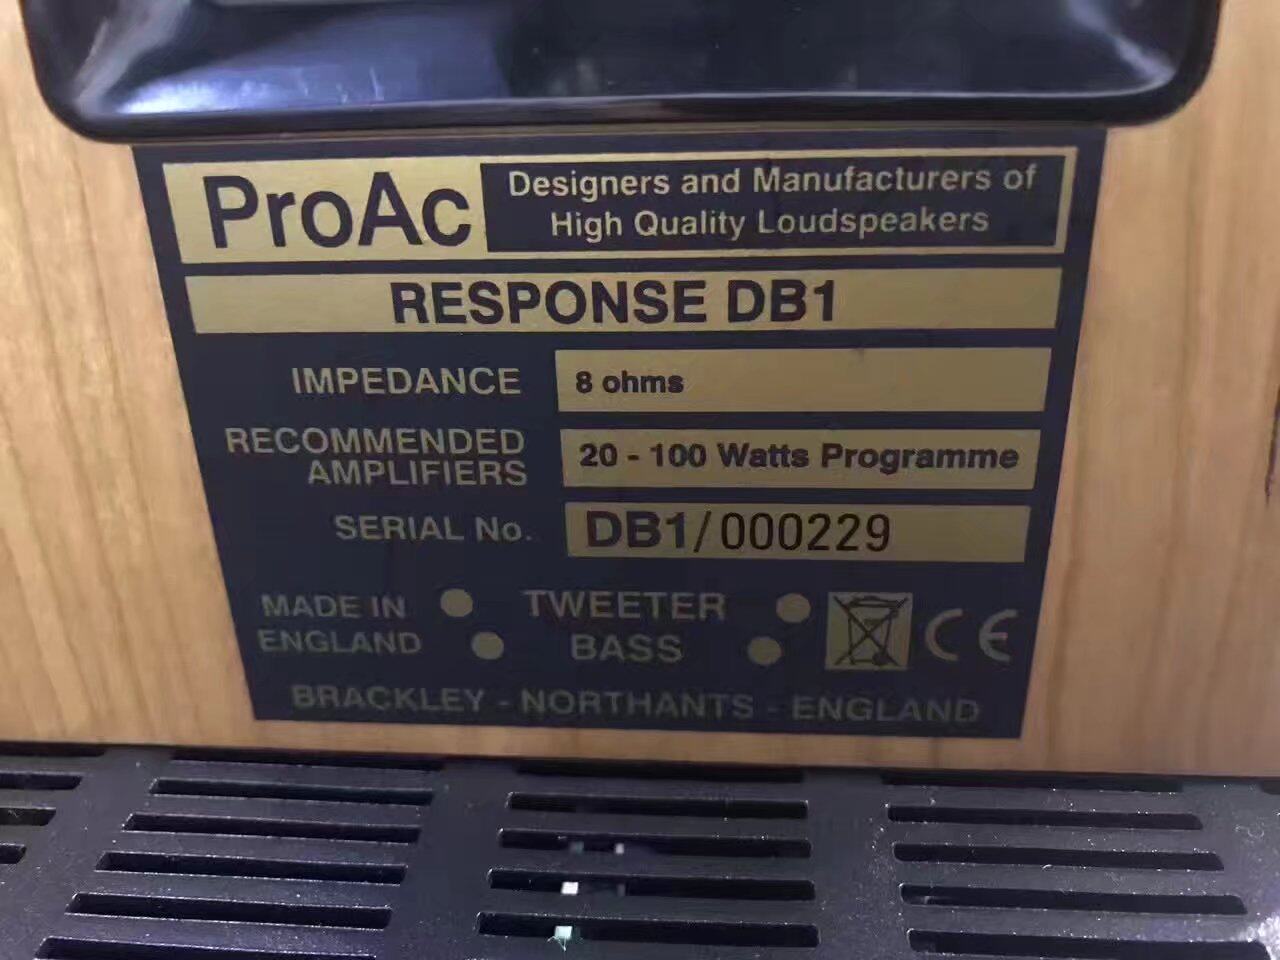 ProAc
Designers and Manufacturers of
High Quality Loudspeakers
RESPONSE DB1
IMPEDANCE 8 ohms
RECOMMENDED
AMPLIFIERS
20 - 100 Watts Programme
SERIAL No. DB1/000229
MADE IN
ENGLAND
TWEETER
BASS
CE
BRACKLEY - NORTHANTS - ENGLAND